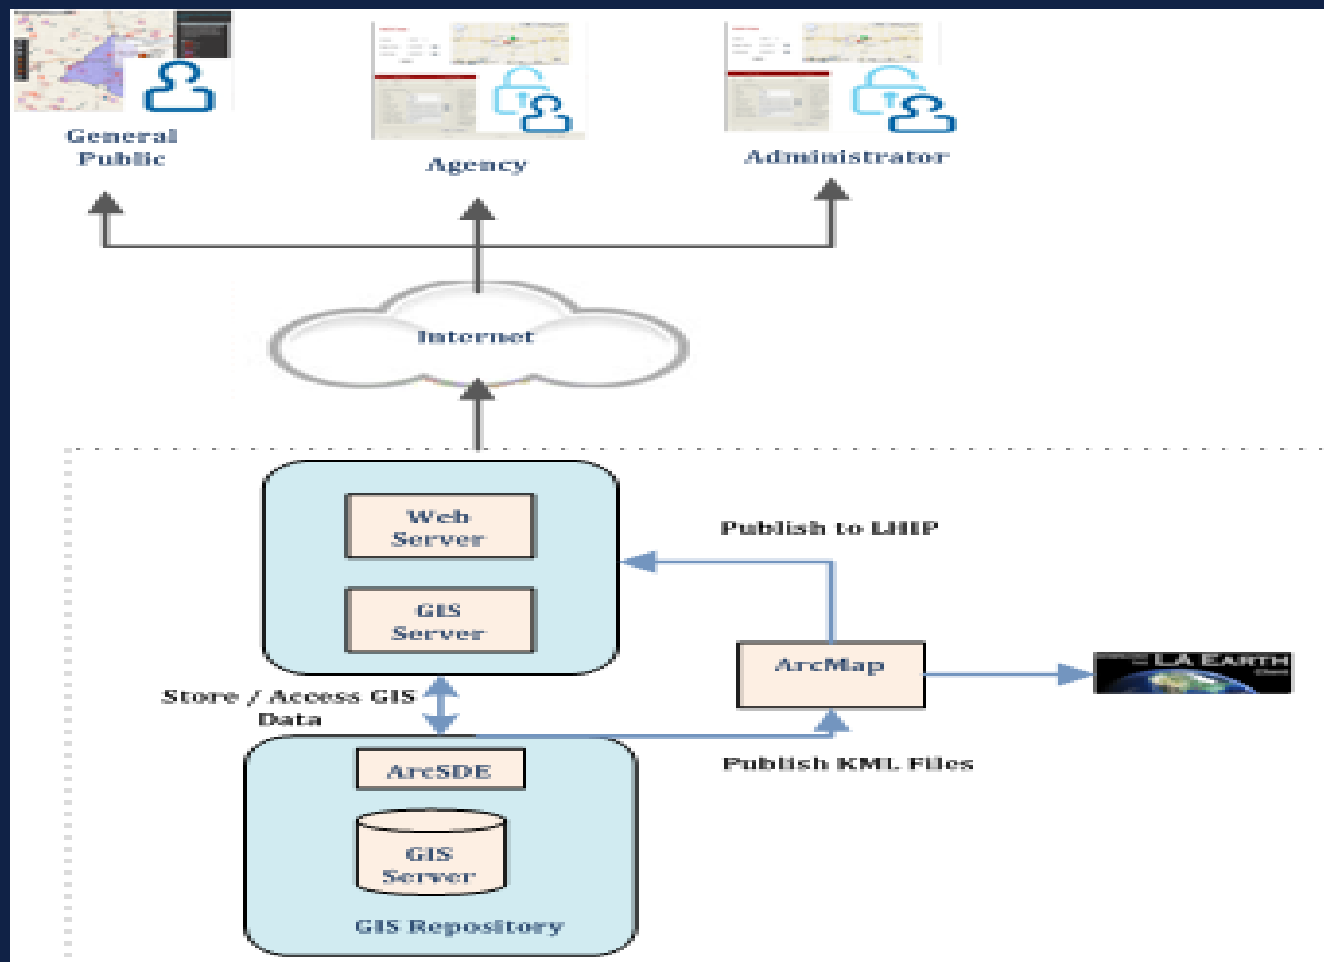 General
Public
Agency
Administrator
Internet
Web
Server
Publish to LHIP
GIS
Server
ArcMap
LA EARTH
Store / Access GIS
Data
Publish KML Files
ArcSDE
GIS
Server
GIS Repository